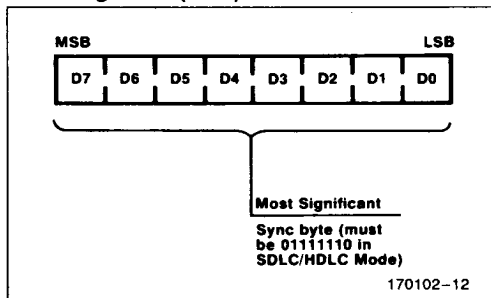 MSB LSB
D7 D6 D5 D4 D3 D2 D1 D0
Most Significant
Sync byte (must
be 01111110 in
SDLC/HDLC Mode)
170102-12